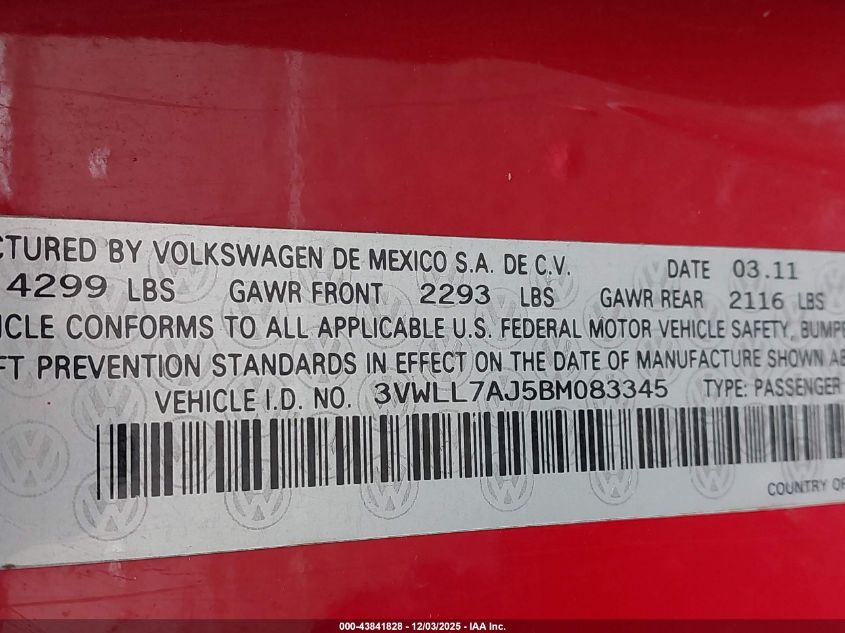 CTURED BY VOLKSWAGEN DE MEXICO S.A. DE C.V. DATE 03.11
4299 LBS GAWR FRONT 2293 LBS GAWR REAR 2116 LBS
ICLE CONFORMS TO ALL APPLICABLE U.S. FEDERAL MOTOR VEHICLE SAFETY, BUMPE
FT PREVENTION STANDARDS IN EFFECT ON THE DATE OF MANUFACTURE SHOWN AB
VEHICLE I.D. NO. 3VWLL7AJ5BM083345 TYPE: PASSENGER
COUNTRY OF
000-43841828 - 12/03/2025 - IAA Inc.